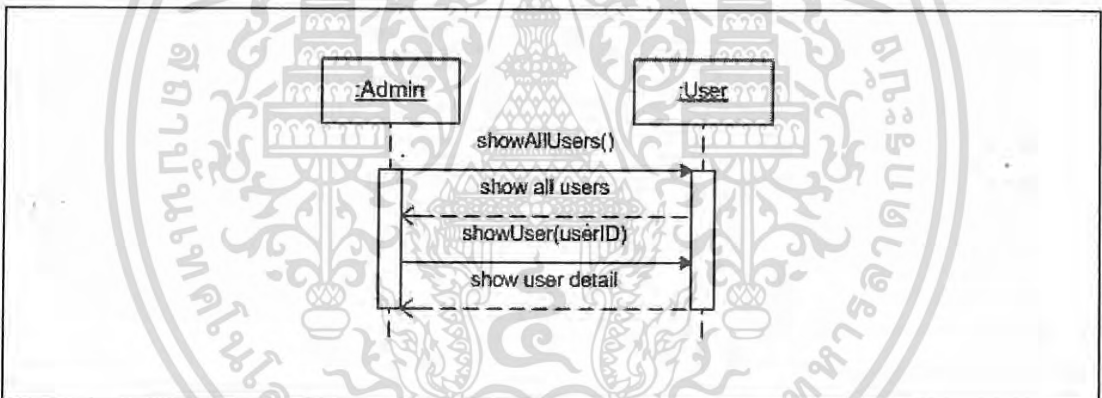 :Admin
:User
showAllUsers()
show all users
showUser(userID)
show user detail